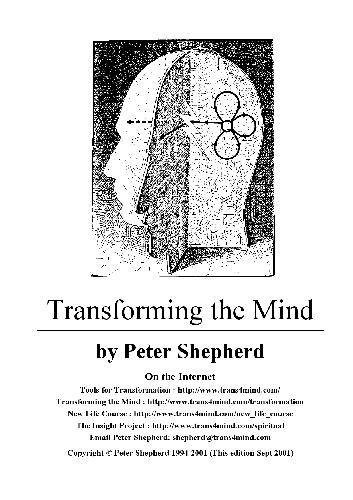 Transforming the Mind
by Peter Shepherd
On the Internet
Tools for Transformation : http://www.trans4mind.com/
Transforming the Mind : http://www.trans4mind.com/transformation
New Life Course : http://www.trans4mind.com/new_life_course
The Insight Project : http://www.trans4mind.com/spiritual
Email Peter Shepherd: shepherd@trans4mind.com
Copyright © Peter Shepherd 1994 2001 (This edition Sept 2001)